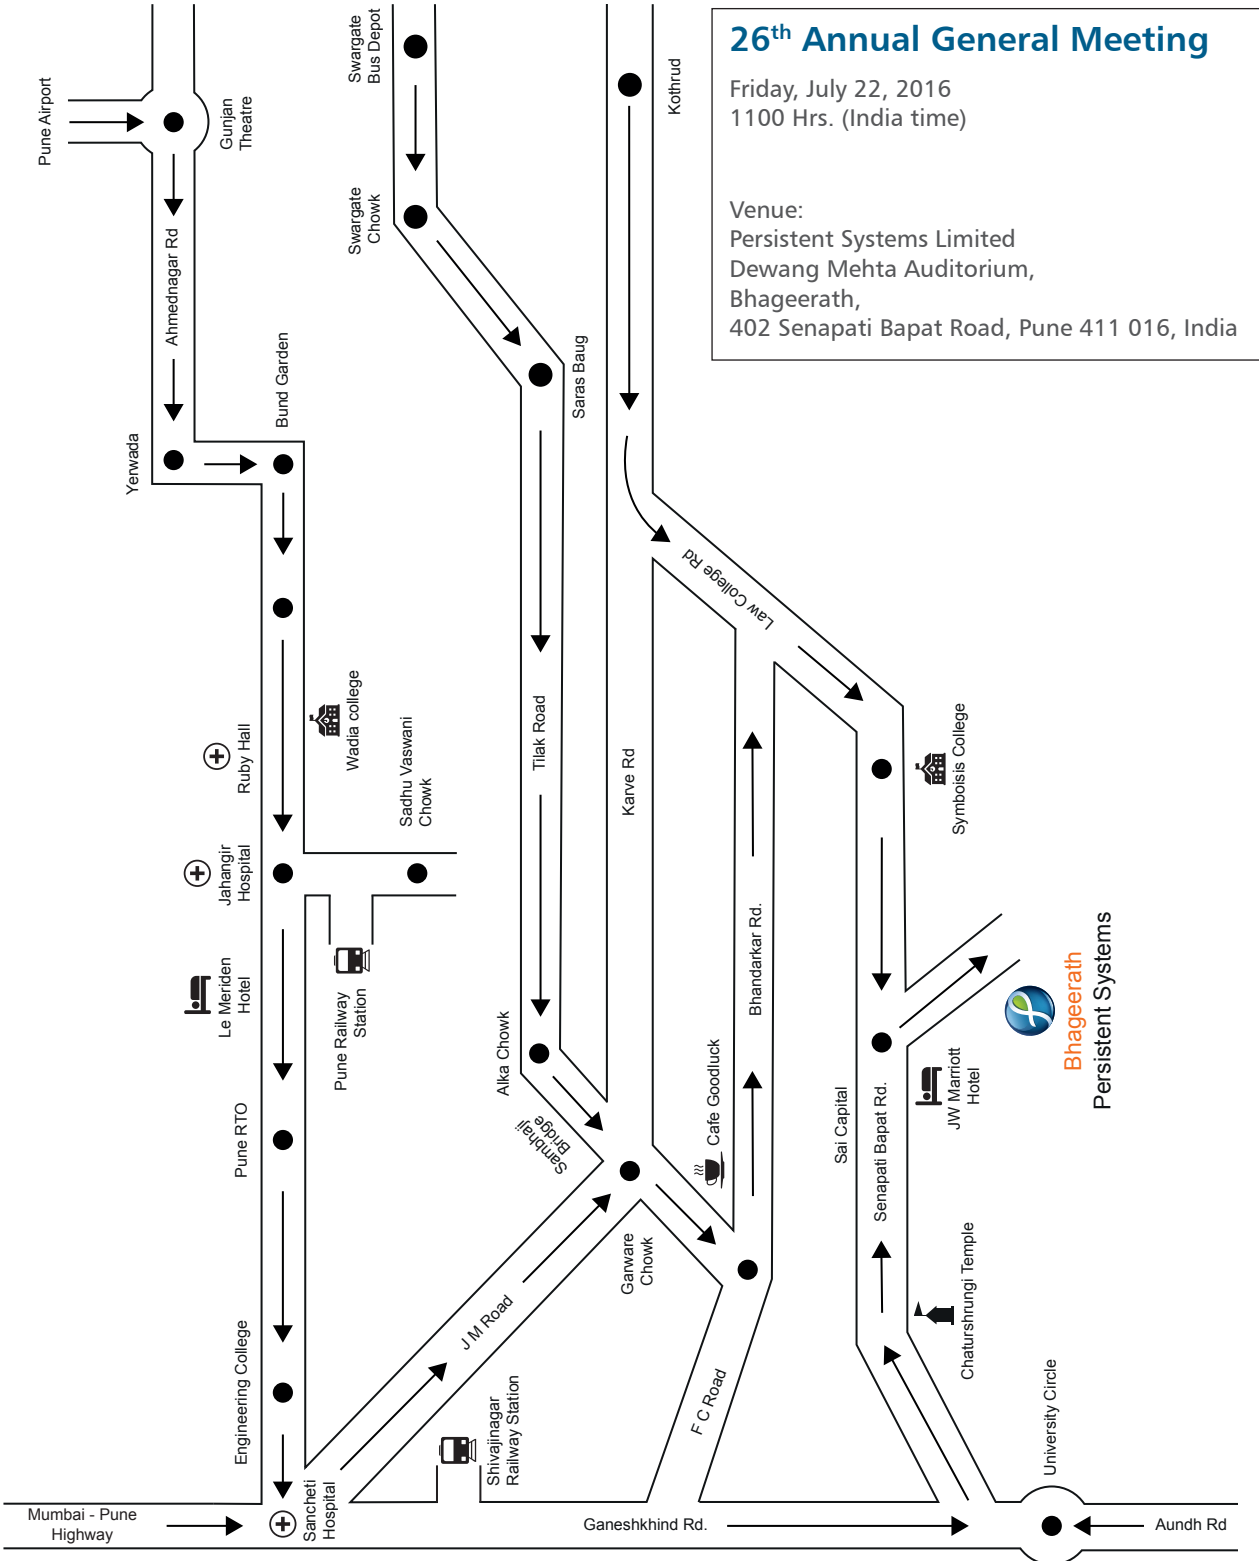 26th Annual General Meeting
Friday, July 22, 2016
1100 Hrs. (India time)
Venue:
Persistent Systems Limited
Dewang Mehta Auditorium,
Bhageerath,
402 Senapati Bapat Road, Pune 411 016, India
Pune Airport
Gunjan
Theatre
Swargate
Bus Depot
Kothrud
Swargate
Chowk
Ahmednagar Rd
Bund Garden
Saras Baug
Yerwada
Law College Rd
Wadia college
Ruby Hall
Sadhu Vaswani
Chowk
Tilak Road
Karve Rd
Symboisis College
Jahangir
Hospital
Bhandarkar Rd.
Le Meriden
Hotel
Pune Railway
Station
Alka Chowk
Sambhaji
Bridge
Cafe Goodluck
Bhageerath
Persistent Systems
JW Marriott
Hotel
Sai Capital
Senapati Bapat Rd.
Pune RTO
Garware
Chowk
Chaturshrungi Temple
J M Road
Engineering College
F C Road
Shivajinagar
Railway Station
University Circle
Sancheti
Hospital
Mumbai - Pune
Highway
Ganeshkhind Rd.
Aundh Rd